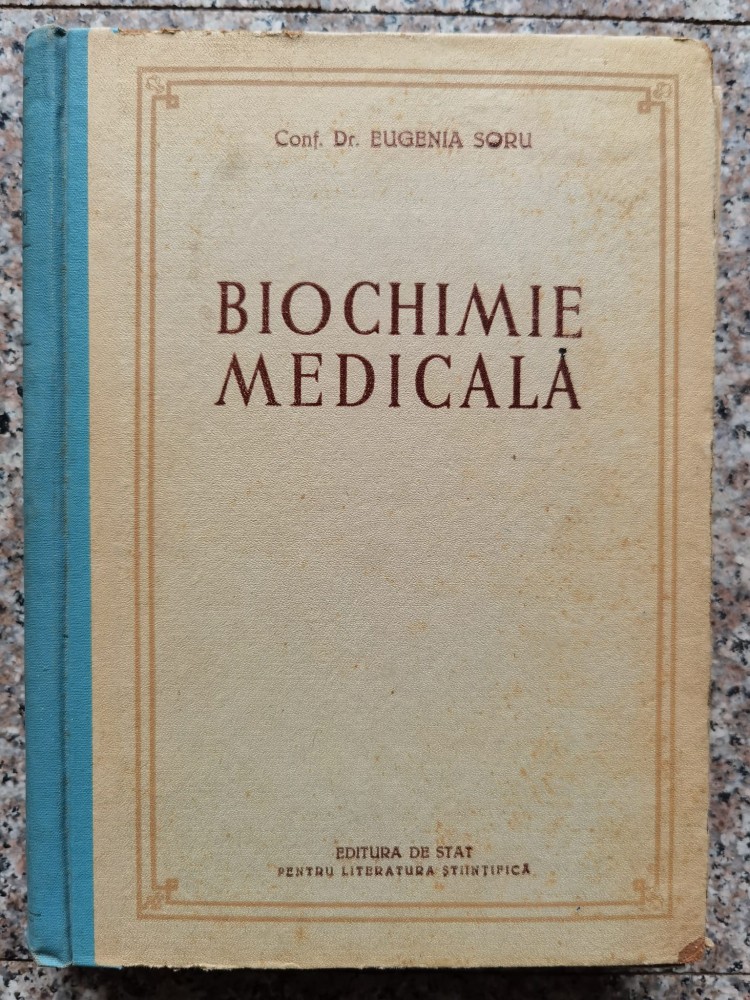 Conf. Dr. EUGENIA SORU
BIOCHIMIE
MEDICALĂ
EDITURA DE STAT
PENTRU LITERATURA ȘTIINȚIFICĂ